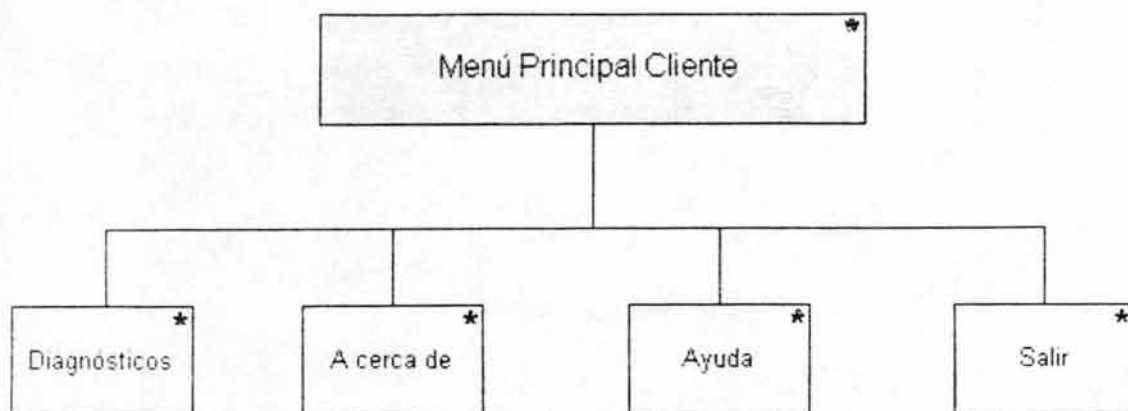 *
Menú Principal Cliente
* * * *
Diagnósticos A cerca de Ayuda Salir